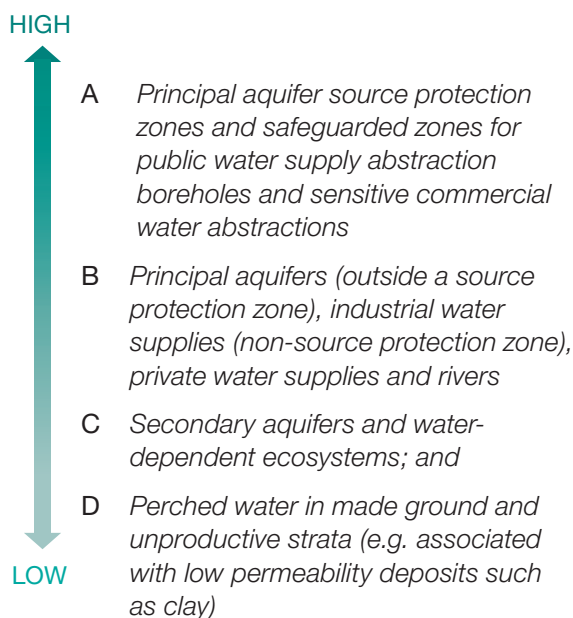 HIGH
A Principal aquifer source protection
zones and safeguarded zones for
public water supply abstraction
boreholes and sensitive commercial
water abstractions
B Principal aquifers (outside a source
protection zone), industrial water
supplies (non-source protection zone),
private water supplies and rivers
C Secondary aquifers and water-
dependent ecosystems; and
D Perched water in made ground and
unproductive strata (e.g. associated
with low permeability deposits such
as clay)
LOW